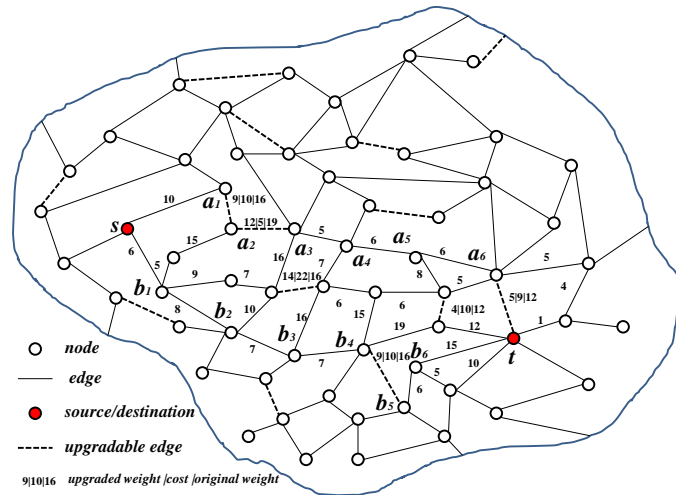 10
a1
9|10|16
s
12|5|19
15
a2
5
6
a5
a3
a4
6
a6
6
5
16
7
8
5
9
7
14|22|16
5
4
b1
6
6
5|9|12
8
10
4|10|12
b2
16
15
1
b3
19
12
7
b4
15
t
7
9|10|16
b6
10
5
6
b5
node
edge
source/destination
upgradable edge
9|10|16 upgraded weight |cost |original weight